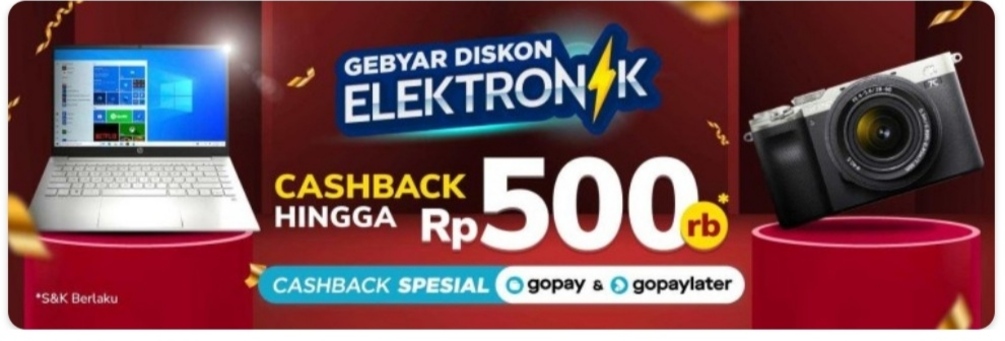 GEBYAR DISKON
ELEKTRONIK
CASHBACK
HINGGA Rp500rb*
CASHBACK SPESIAL gopay & gopaylater
*S&K Berlaku